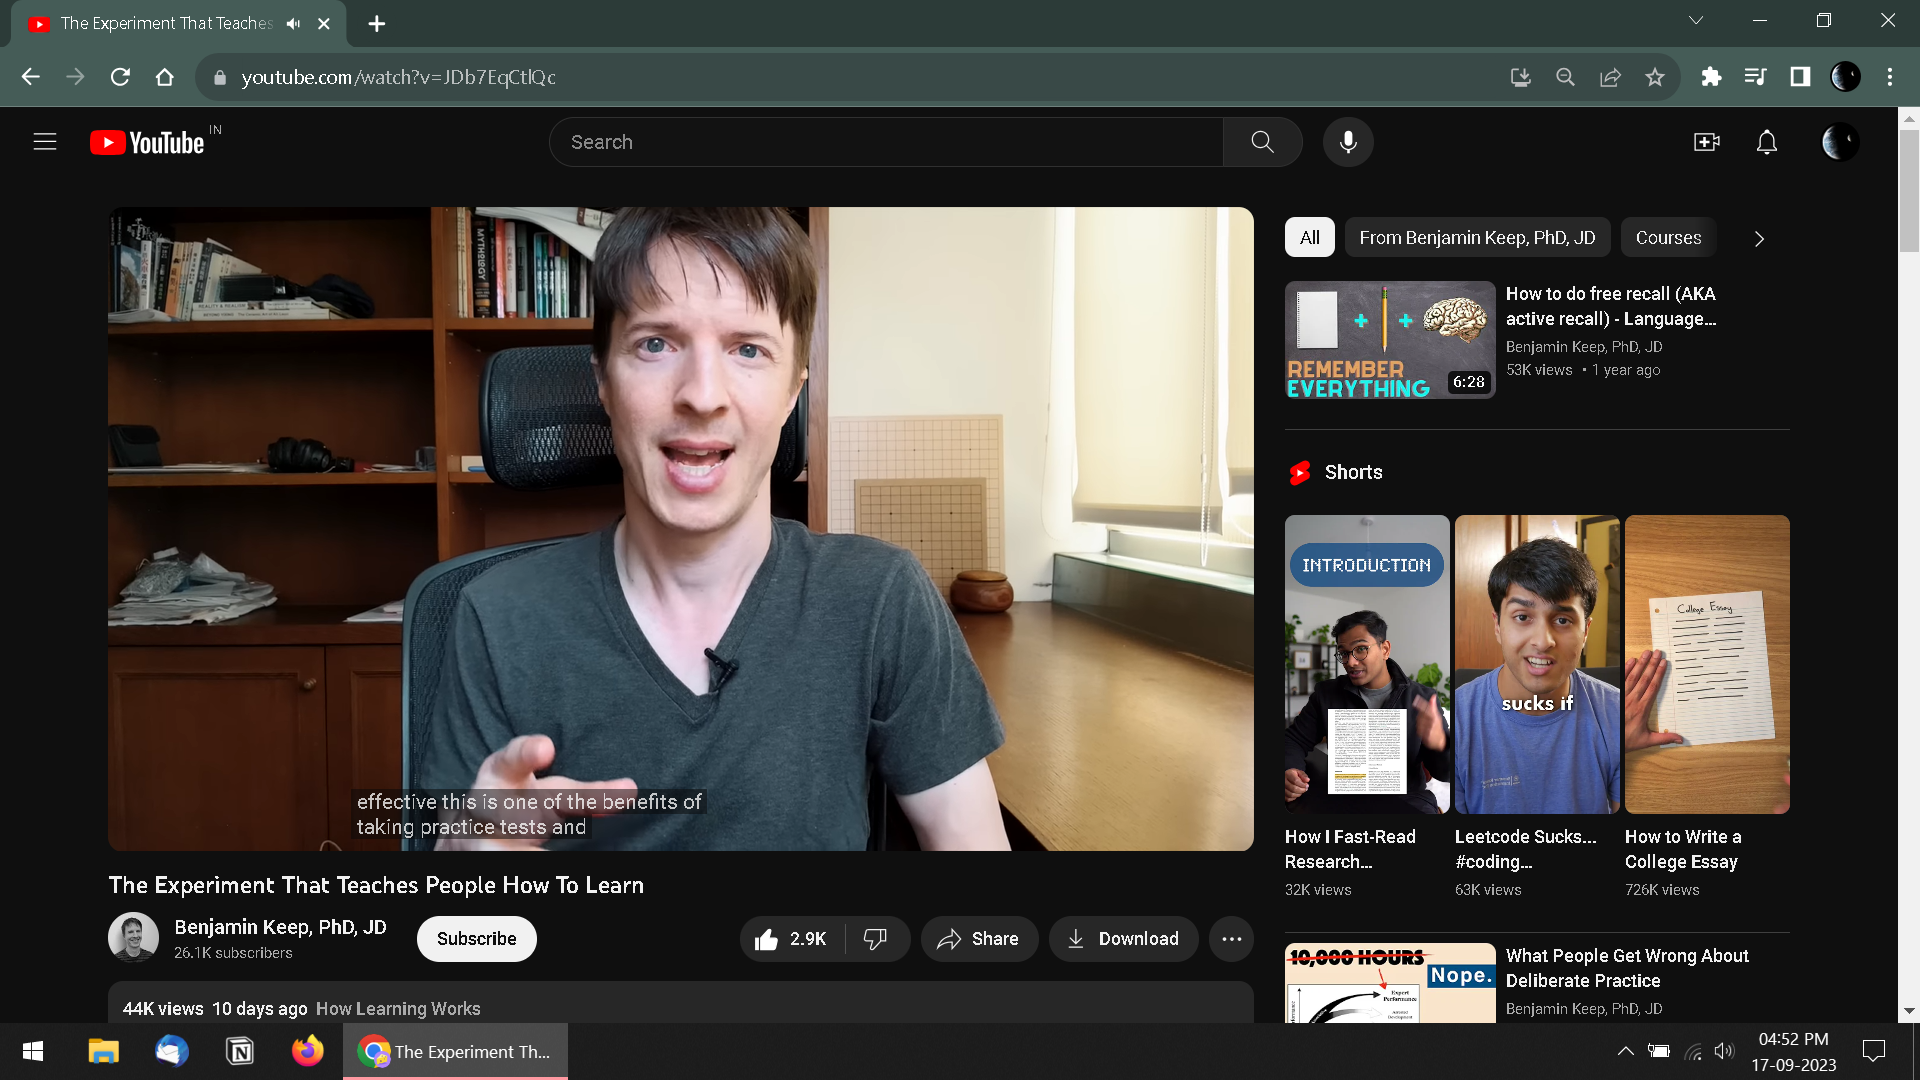 The Experiment That Teaches
youtube.com/watch?v=JDb7EqCtlQc
YouTube IN
Search
MYTHOLOGY
REALITY & REALISM
effective this is one of the benefits of
taking practice tests and
The Experiment That Teaches People How To Learn
Benjamin Keep, PhD, JD
26.1K subscribers
Subscribe
2.9K
Share
Download
44K views 10 days ago How Learning Works
All
From Benjamin Keep, PhD, JD
Courses
REMEMBER
EVERYTHING
6:28
How to do free recall (AKA
active recall) - Language...
Benjamin Keep, PhD, JD
53K views • 1 year ago
Shorts
INTRODUCTION
How I Fast-Read
Research...
32K views
sucks if
Leetcode Sucks...
#coding...
63K views
College Essay
How to Write a
College Essay
726K views
10,000 HOURS
Nope.
Expert
Performance
What People Get Wrong About
Deliberate Practice
Benjamin Keep, PhD, JD
The Experiment Th...
04:52 PM
17-09-2023